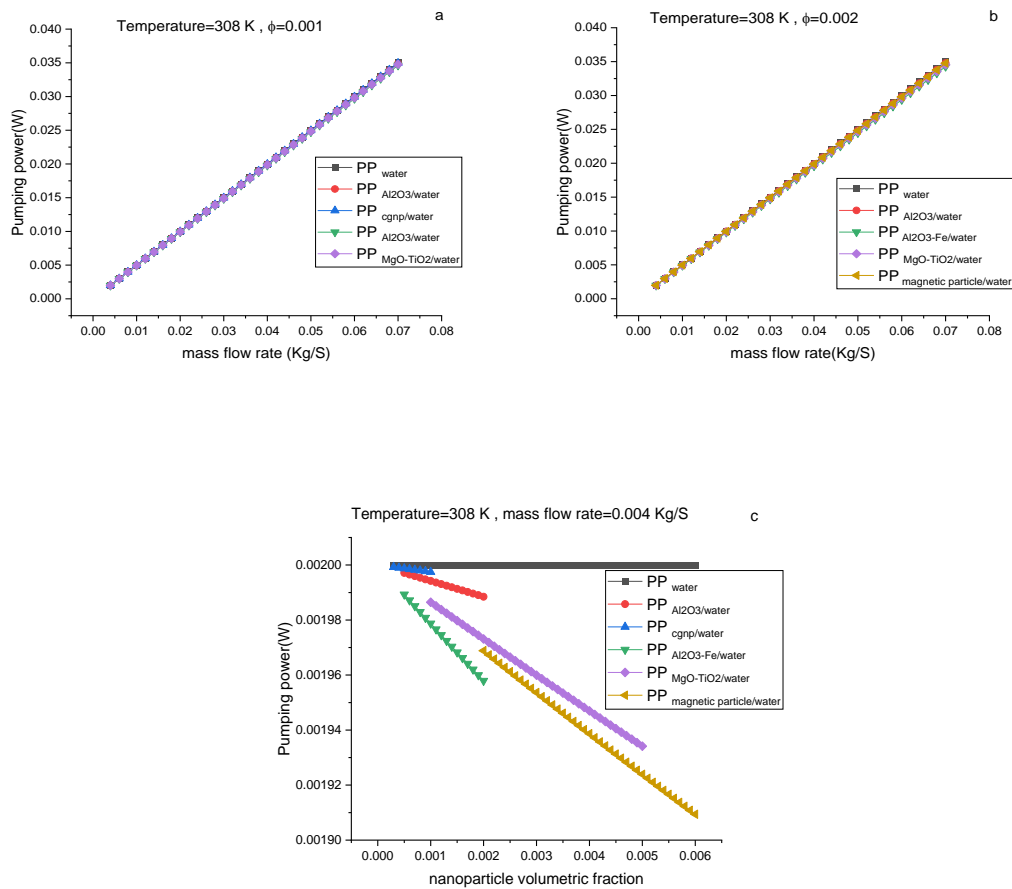 Temperature=308 K , ϕ=0.001
a
Pumping power(W)
0.040
0.035
0.030
0.025
0.020
0.015
0.010
0.005
0.000
PP water
PP Al2O3/water
PP cgnp/water
PP Al2O3/water
PP MgO-TiO2/water
0.00 0.01 0.02 0.03 0.04 0.05 0.06 0.07 0.08
mass flow rate (Kg/S)
Temperature=308 K , ϕ=0.002
b
Pumping power(W)
0.040
0.035
0.030
0.025
0.020
0.015
0.010
0.005
0.000
PP water
PP Al2O3/water
PP Al2O3-Fe/water
PP MgO-TiO2/water
PP magnetic particle/water
0.00 0.01 0.02 0.03 0.04 0.05 0.06 0.07 0.08
mass flow rate(Kg/S)
Temperature=308 K , mass flow rate=0.004 Kg/S
c
Pumping power(W)
0.00200
0.00198
0.00196
0.00194
0.00192
0.00190
PP water
PP Al2O3/water
PP cgnp/water
PP Al2O3-Fe/water
PP MgO-TiO2/water
PP magnetic particle/water
0.000 0.001 0.002 0.003 0.004 0.005 0.006
nanoparticle volumetric fraction